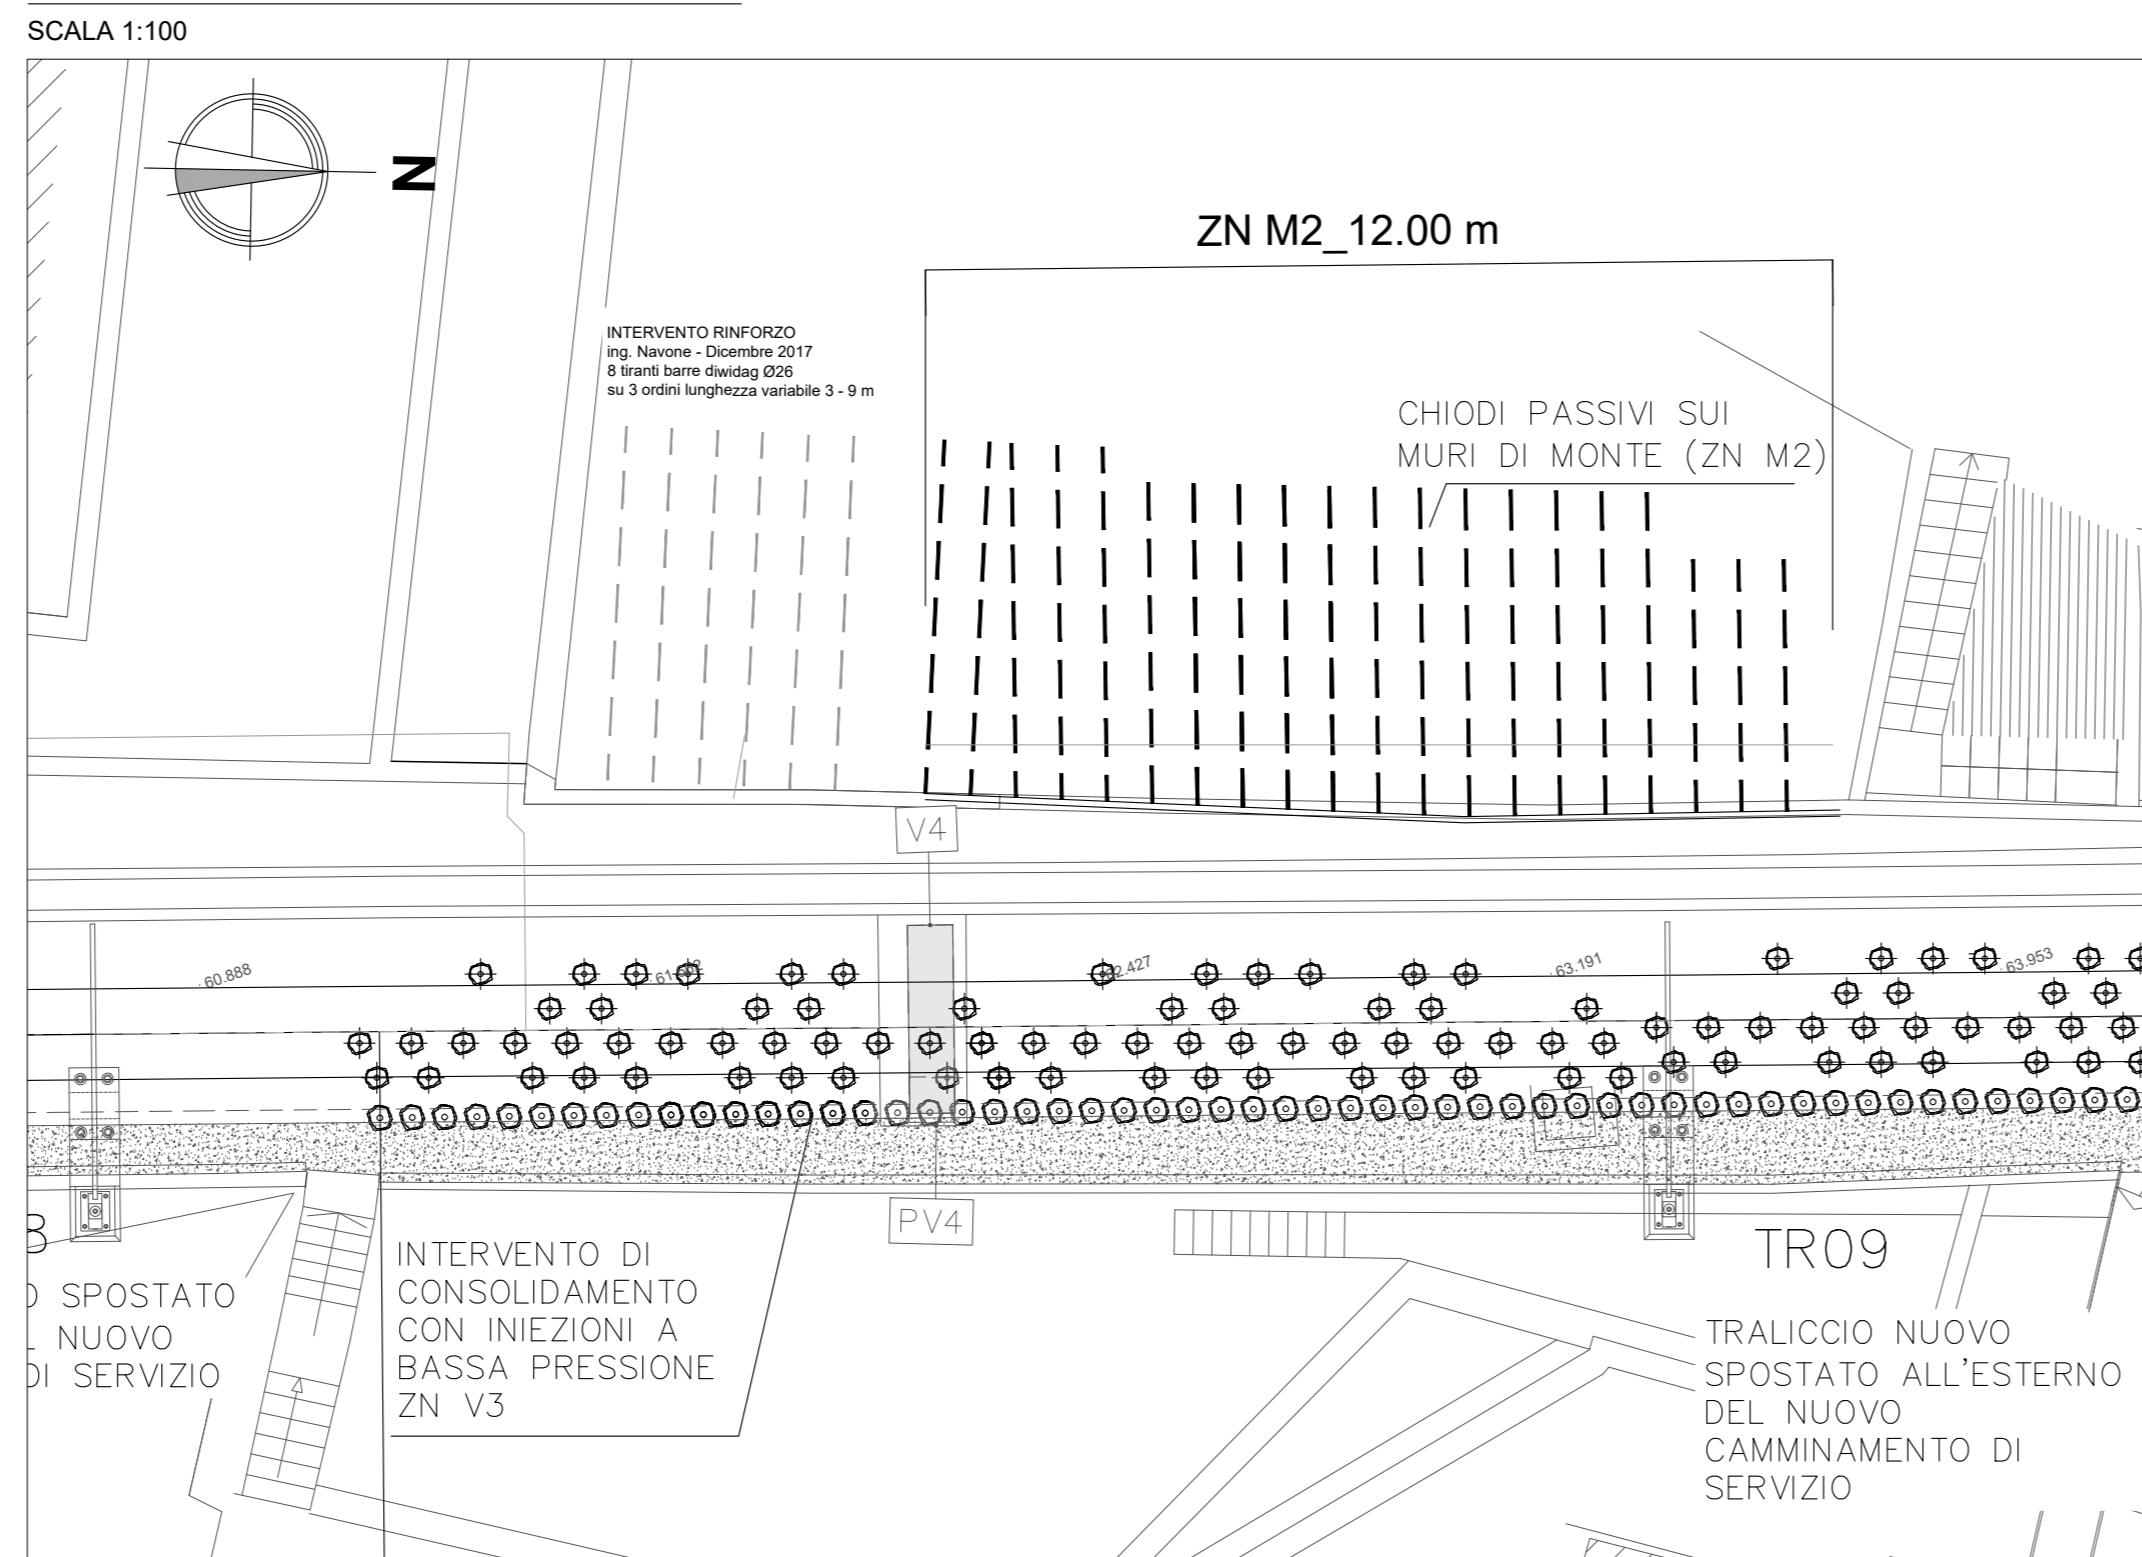 SCALA 1:100
N
ZN M2_12.00 m
INTERVENTO RINFORZO
ing. Navone - Dicembre 2017
8 tiranti barre diwidag Ø26
su 3 ordini lunghezza variabile 3 - 9 m
CHIODI PASSIVI SUI
MURI DI MONTE (ZN M2)
V4
60.888
62.427
63.191
63.953
PV4
TR09
INTERVENTO DI
CONSOLIDAMENTO
CON INIEZIONI A
BASSA PRESSIONE
ZN V3
SPOSTATO
NUOVO
DI SERVIZIO
TRALICCIO NUOVO
SPOSTATO ALL'ESTERNO
DEL NUOVO
CAMMINAMENTO DI
SERVIZIO